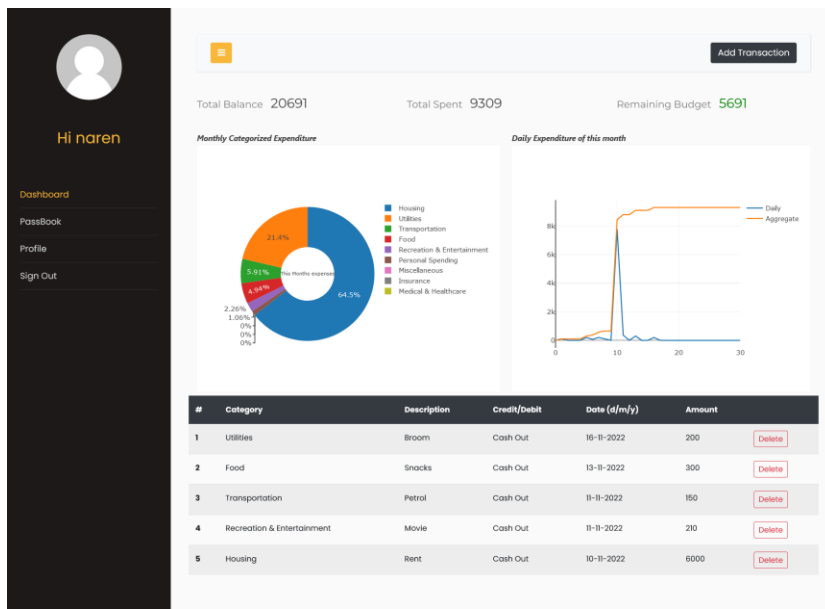 Hi naren
Dashboard
PassBook
Profile
Sign Out
Add Transaction
Total Balance 20691
Total Spent 9309
Remaining Budget 5691
Monthly Categorized Expenditure
21.4%
5.91%
4.94%
2.26%
1.06%
0%
0%
0%
64.5%
This Months expenses
Housing
Utilities
Transportation
Food
Recreation & Entertainment
Personal Spending
Miscellaneous
Insurance
Medical & Healthcare
Daily Expenditure of this month
8k
6k
4k
2k
0
0 10 20 30
Daily
Aggregate
# Category Description Credit/Debit Date (d/m/y) Amount
1 Utilities Broom Cash Out 16-11-2022 200 Delete
2 Food Snacks Cash Out 13-11-2022 300 Delete
3 Transportation Petrol Cash Out 11-11-2022 150 Delete
4 Recreation & Entertainment Movie Cash Out 11-11-2022 210 Delete
5 Housing Rent Cash Out 10-11-2022 6000 Delete